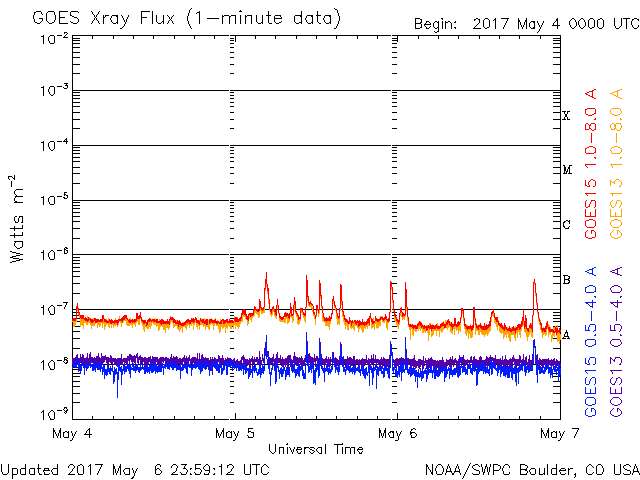 GOES Xray Flux (1-minute data)
Begin: 2017 May 4 0000 UTC
Watts m⁻²
10⁻²
10⁻³
10⁻⁴
10⁻⁵
10⁻⁶
10⁻⁷
10⁻⁸
10⁻⁹
X
M
C
B
A
GOES15 1.0-8.0 A
GOES13 1.0-8.0 A
GOES15 0.5-4.0 A
GOES13 0.5-4.0 A
May 4
May 5
May 6
May 7
Universal Time
Updated 2017 May 6 23:59:12 UTC
NOAA/SWPC Boulder, CO USA